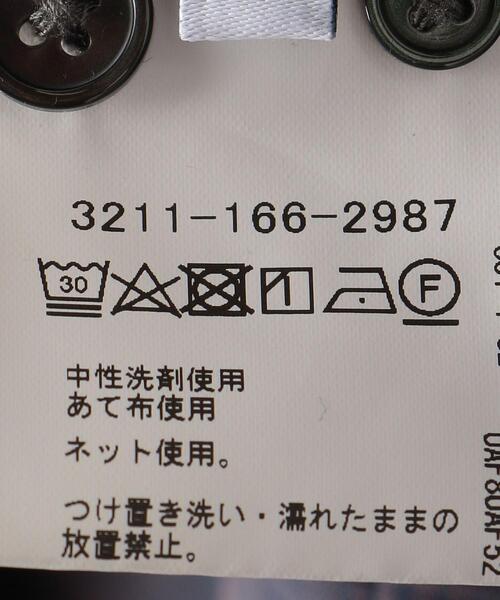 3211-166-2987
30
F
中性洗剤使用
あて布使用
ネット使用。
つけ置き洗い・濡れたままの
放置禁止。